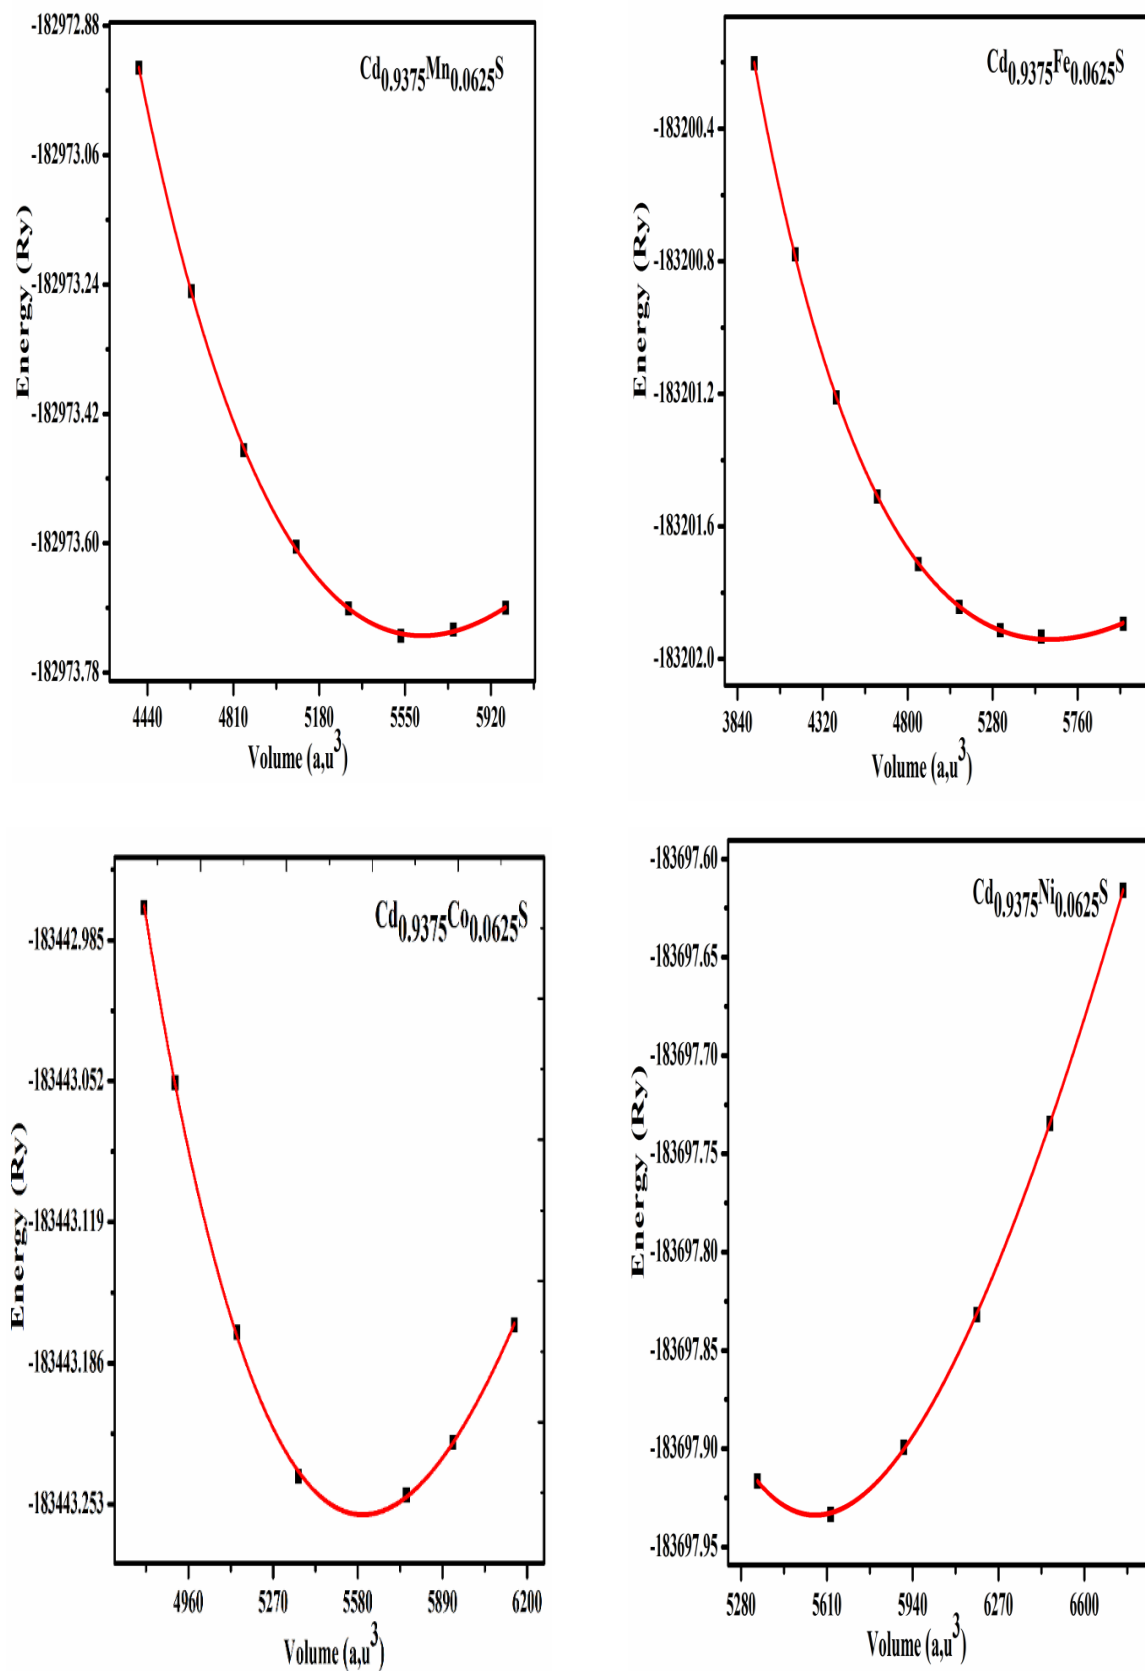 Cd0.9375Mn0.0625S
-182972.88
-182973.06
-182973.24
-182973.42
-182973.60
-182973.78
Energy (Ry)
4440 4810 5180 5550 5920
Volume (a,u3)
Cd0.9375Fe0.0625S
-183200.4
-183200.8
-183201.2
-183201.6
-183202.0
Energy (Ry)
3840 4320 4800 5280 5760
Volume (a,u3)
Cd0.9375Co0.0625S
-183442.985
-183443.052
-183443.119
-183443.186
-183443.253
Energy (Ry)
4960 5270 5580 5890 6200
Volume (a,u3)
Cd0.9375Ni0.0625S
-183697.60
-183697.65
-183697.70
-183697.75
-183697.80
-183697.85
-183697.90
-183697.95
Energy (Ry)
5280 5610 5940 6270 6600
Volume (a,u3)